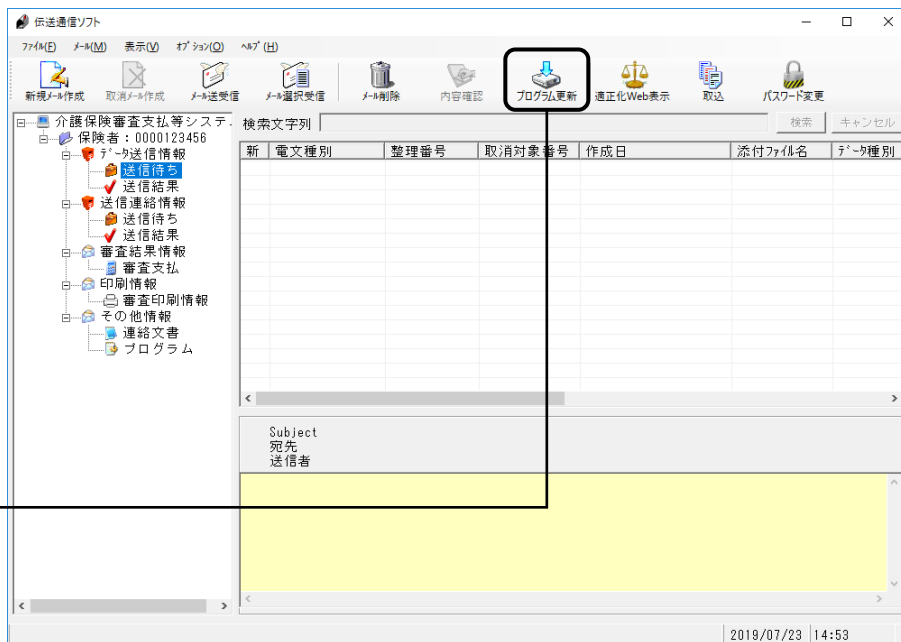 伝送通信ソフト
ﾌｧｲﾙ(F) ﾒｰﾙ(M) 表示(V) ｵﾌﾟｼｮﾝ(O) ﾍﾙﾌﾟ(H)
新規ﾒｰﾙ作成 取消ﾒｰﾙ作成 ﾒｰﾙ送受信 ﾒｰﾙ選択受信 ﾒｰﾙ削除 内容確認 ﾌﾟﾛｸﾞﾗﾑ更新 適正化Web表示 取込 ﾊﾟｽﾜｰﾄﾞ変更
検索文字列 検索 キャンセル
新 電文種別 整理番号 取消対象番号 作成日 添付ﾌｧｲﾙ名 ﾃﾞｰﾀ種別
介護保険審査支払等システ.
保険者：0000123456
ﾃﾞｰﾀ送信情報
送信待ち
送信結果
送信連絡情報
送信待ち
送信結果
審査結果情報
審査支払
印刷情報
審査印刷情報
その他情報
連絡文書
プログラム
Subject
宛先
送信者
2019/07/23 14:53